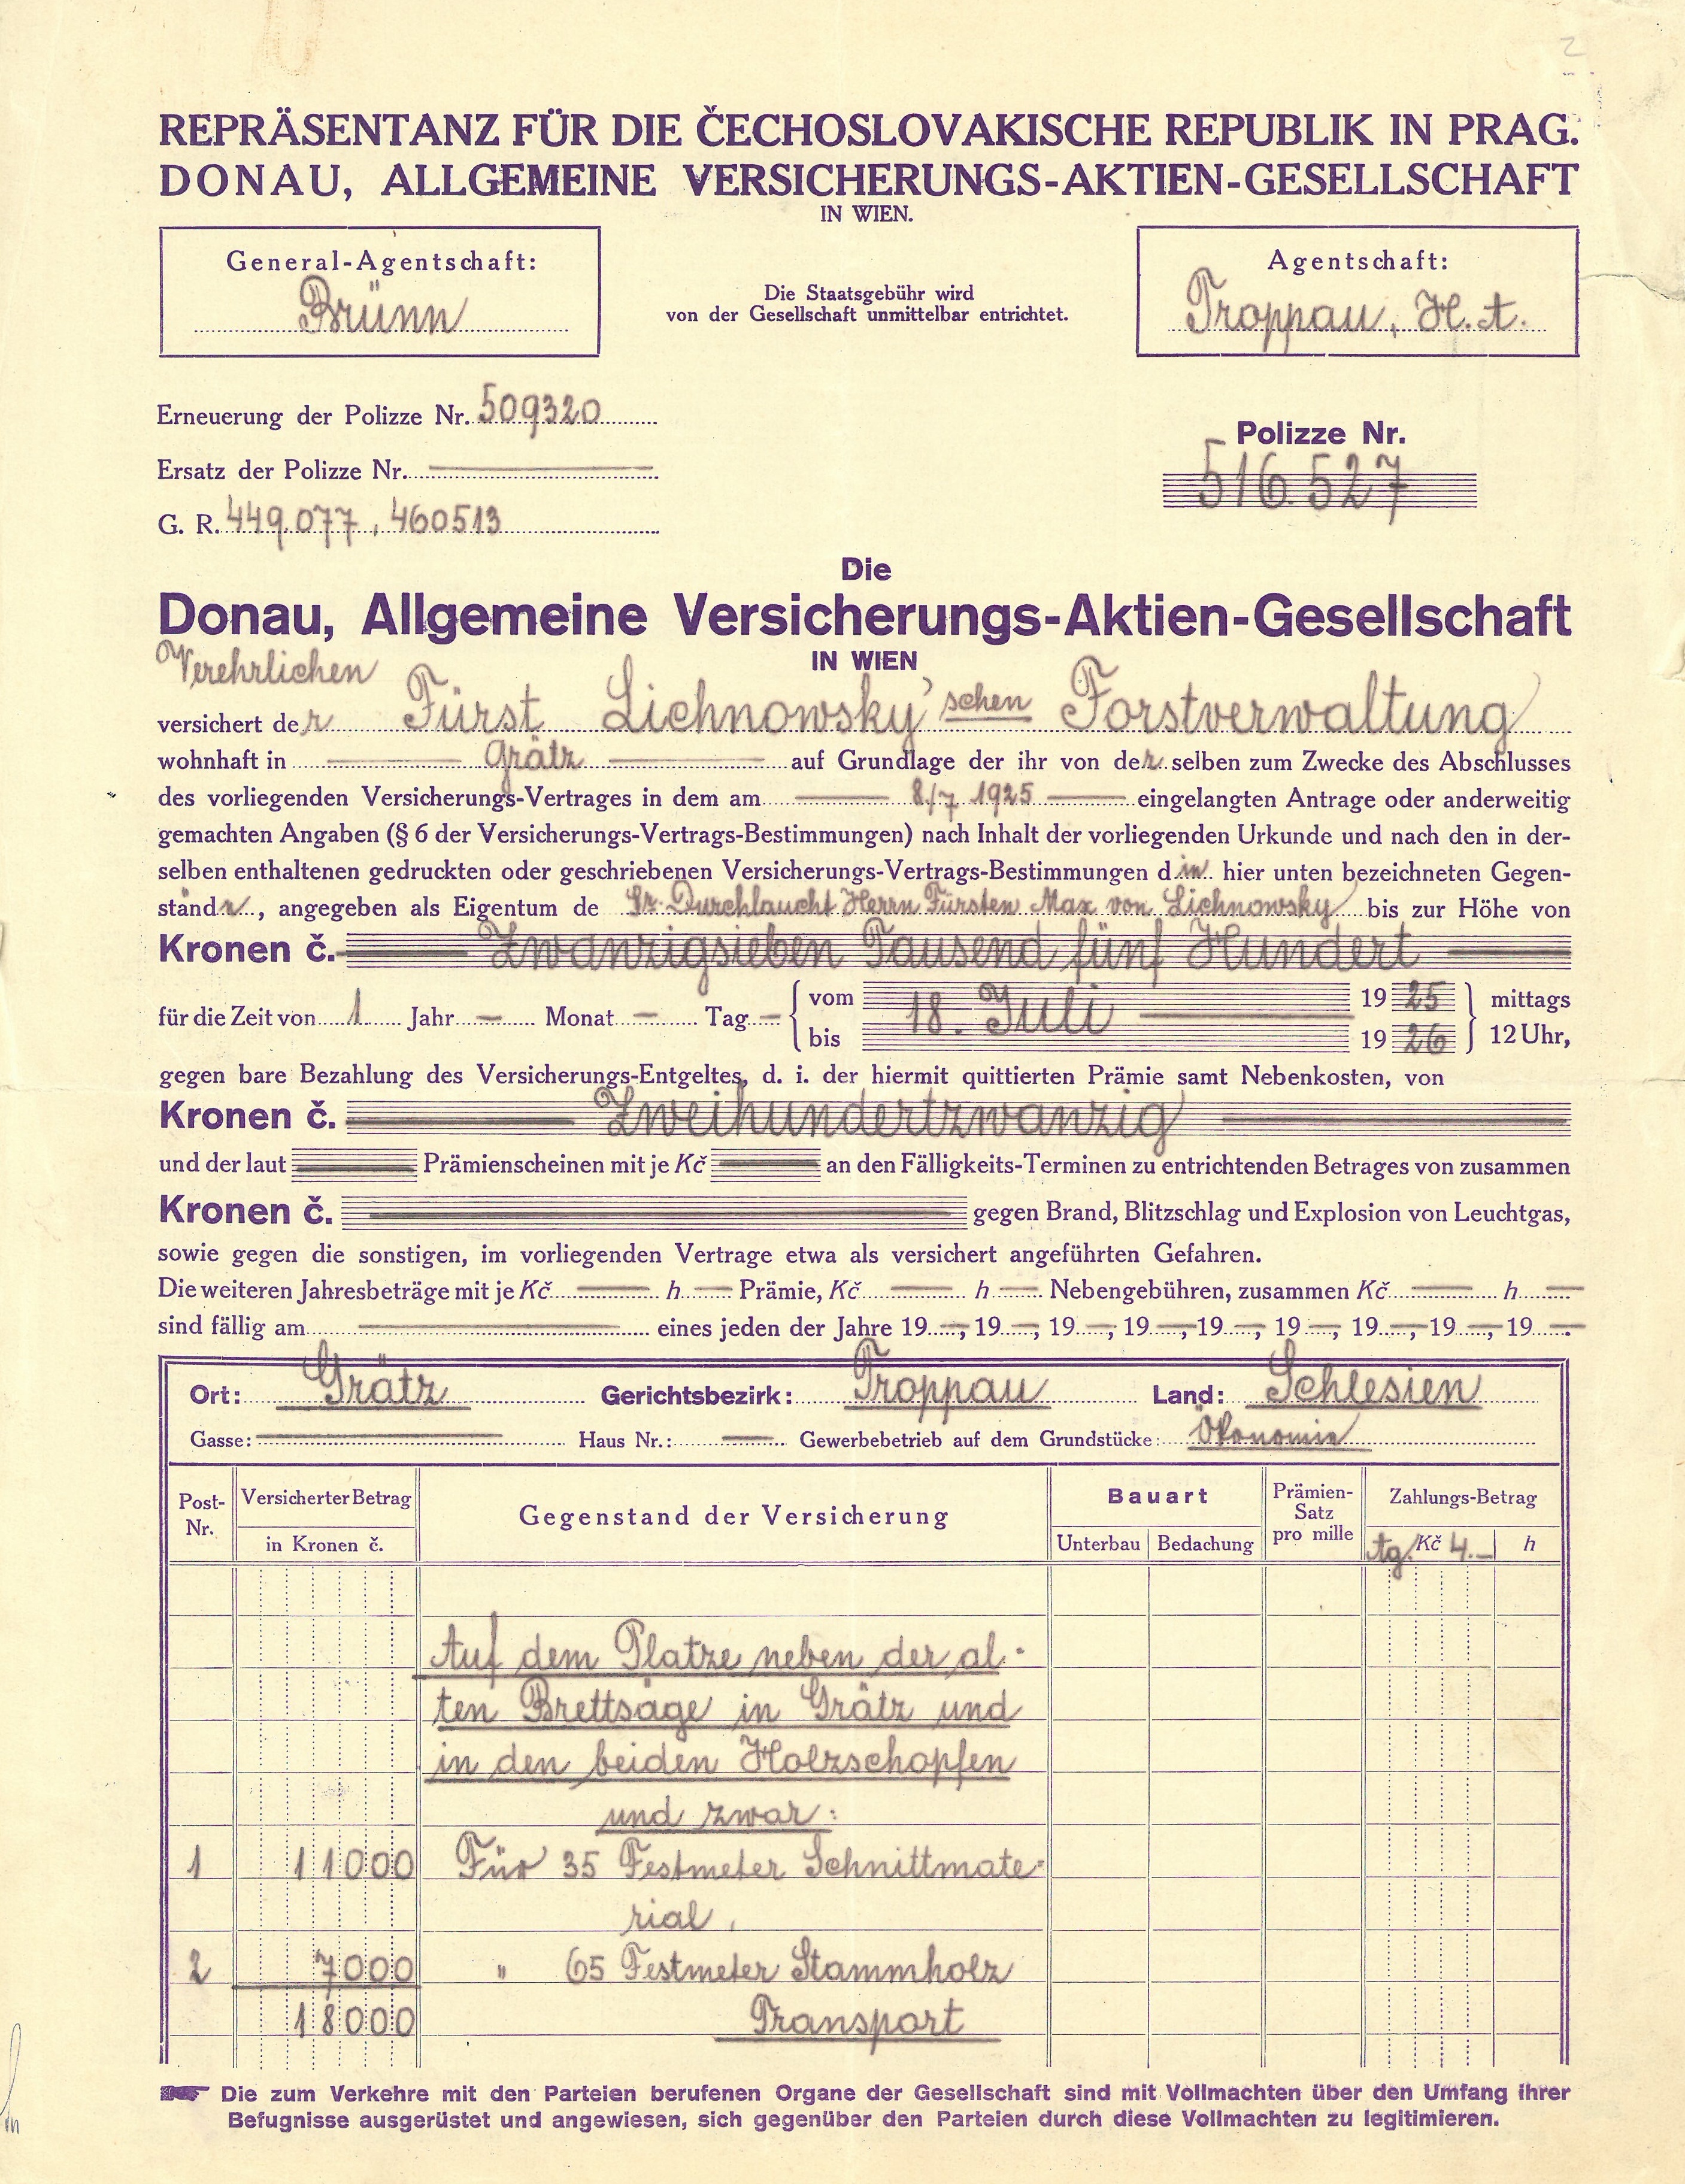 2
REPRÄSENTANZ FÜR DIE ČECHOSLOVAKISCHE REPUBLIK IN PRAG.
DONAU, ALLGEMEINE VERSICHERUNGS-AKTIEN-GESELLSCHAFT
IN WIEN.
General-Agentschaft:
Brünn
Die Staatsgebühr wird
von der Gesellschaft unmittelbar entrichtet.
Agentschaft:
Troppau, H. A.
Erneuerung der Polizze Nr. 509320
Ersatz der Polizze Nr.
G. R. 449.077, 460513
Polizze Nr.
516.527
Die
Donau, Allgemeine Versicherungs-Aktien-Gesellschaft
IN WIEN
Verehrlichen
versichert der Fürst Lichnowsky'schen Forstverwaltung
wohnhaft in Grätz auf Grundlage der ihr von der selben zum Zwecke des Abschlusses
des vorliegenden Versicherungs-Vertrages in dem am 8./7 1925 eingelangten Antrage oder anderweitig
gemachten Angaben (§ 6 der Versicherungs-Vertrags-Bestimmungen) nach Inhalt der vorliegenden Urkunde und nach den in der-
selben enthaltenen gedruckten oder geschriebenen Versicherungs-Vertrags-Bestimmungen die hier unten bezeichneten Gegen-
stände, angegeben als Eigentum de Sr. Durchlaucht Herrn Fürsten Max von Lichnowsky bis zur Höhe von
Kronen č. Zwanzigsieben Tausend fünf Hundert
für die Zeit von 1 Jahr — Monat — Tag — vom 18. Juli 1925 mittags
bis 1926 12 Uhr,
gegen bare Bezahlung des Versicherungs-Entgeltes, d. i. der hiermit quittierten Prämie samt Nebenkosten, von
Kronen č. Zweihundertzwanzig
und der laut — Prämienscheinen mit je Kč — an den Fälligkeits-Terminen zu entrichtenden Betrages von zusammen
Kronen č. — gegen Brand, Blitzschlag und Explosion von Leuchtgas,
sowie gegen die sonstigen, im vorliegenden Vertrage etwa als versichert angeführten Gefahren.
Die weiteren Jahresbeträge mit je Kč — h — Prämie, Kč — h — Nebengebühren, zusammen Kč — h —
sind fällig am — eines jeden der Jahre 19—, 19—, 19—, 19—, 19—, 19—, 19—, 19—, 19—.
Ort: Grätz Gerichtsbezirk: Troppau Land: Schlesien
Gasse: — Haus Nr.: — Gewerbebetrieb auf dem Grundstücke: Ökonomie
Post-Nr. Versicherter Betrag in Kronen č. Gegenstand der Versicherung Bauart Unterbau Bedachung Prämien-Satz pro mille Zahlungs-Betrag tg. Kč 4.— h
Auf dem Platze neben der al-
ten Brettsäge in Grätz und
in den beiden Holzschopfen
und zwar:
1 11000 Für 35 Festmeter Schnittmate-
rial,
2 7000 " 65 Festmeter Stammholz
18000 Transport
Die zum Verkehre mit den Parteien berufenen Organe der Gesellschaft sind mit Vollmachten über den Umfang ihrer
Befugnisse ausgerüstet und angewiesen, sich gegenüber den Parteien durch diese Vollmachten zu legitimieren.